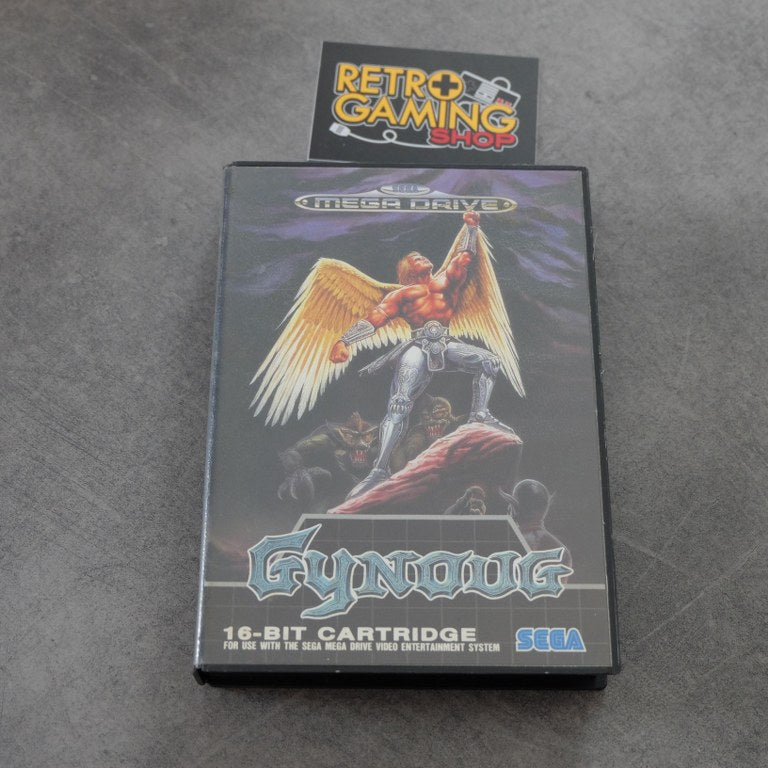 RETRO
GAMING
SHOP
SEGA
MEGA DRIVE
GYNOUG
16-BIT CARTRIDGE
FOR USE WITH THE SEGA MEGA DRIVE VIDEO ENTERTAINMENT SYSTEM
SEGA